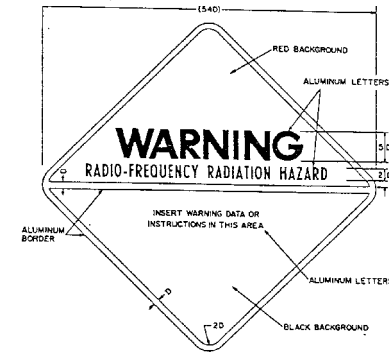 (54D)
RED BACKGROUND
ALUMINUM LETTERS
WARNING
RADIO-FREQUENCY RADIATION HAZARD
D
INSERT WARNING DATA OR
INSTRUCTIONS IN THIS AREA
ALUMINUM
BORDER
ALUMINUM LETTERS
D
2D
BLACK BACKGROUND